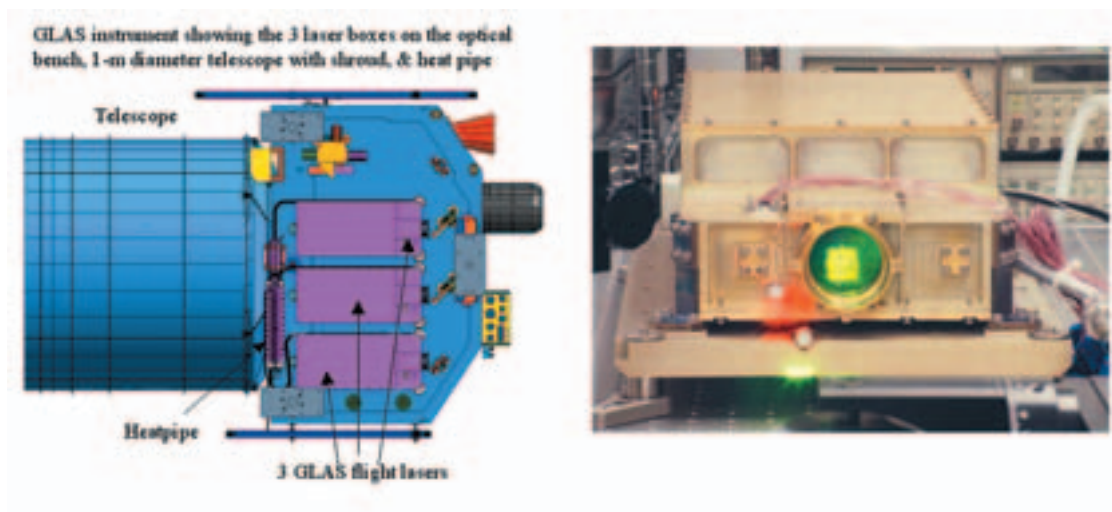 GLAS instrument showing the 3 laser boxes on the optical
bench, 1-m diameter telescope with shroud, & heat pipe
Telescope
Heatpipe
3 GLAS flight lasers